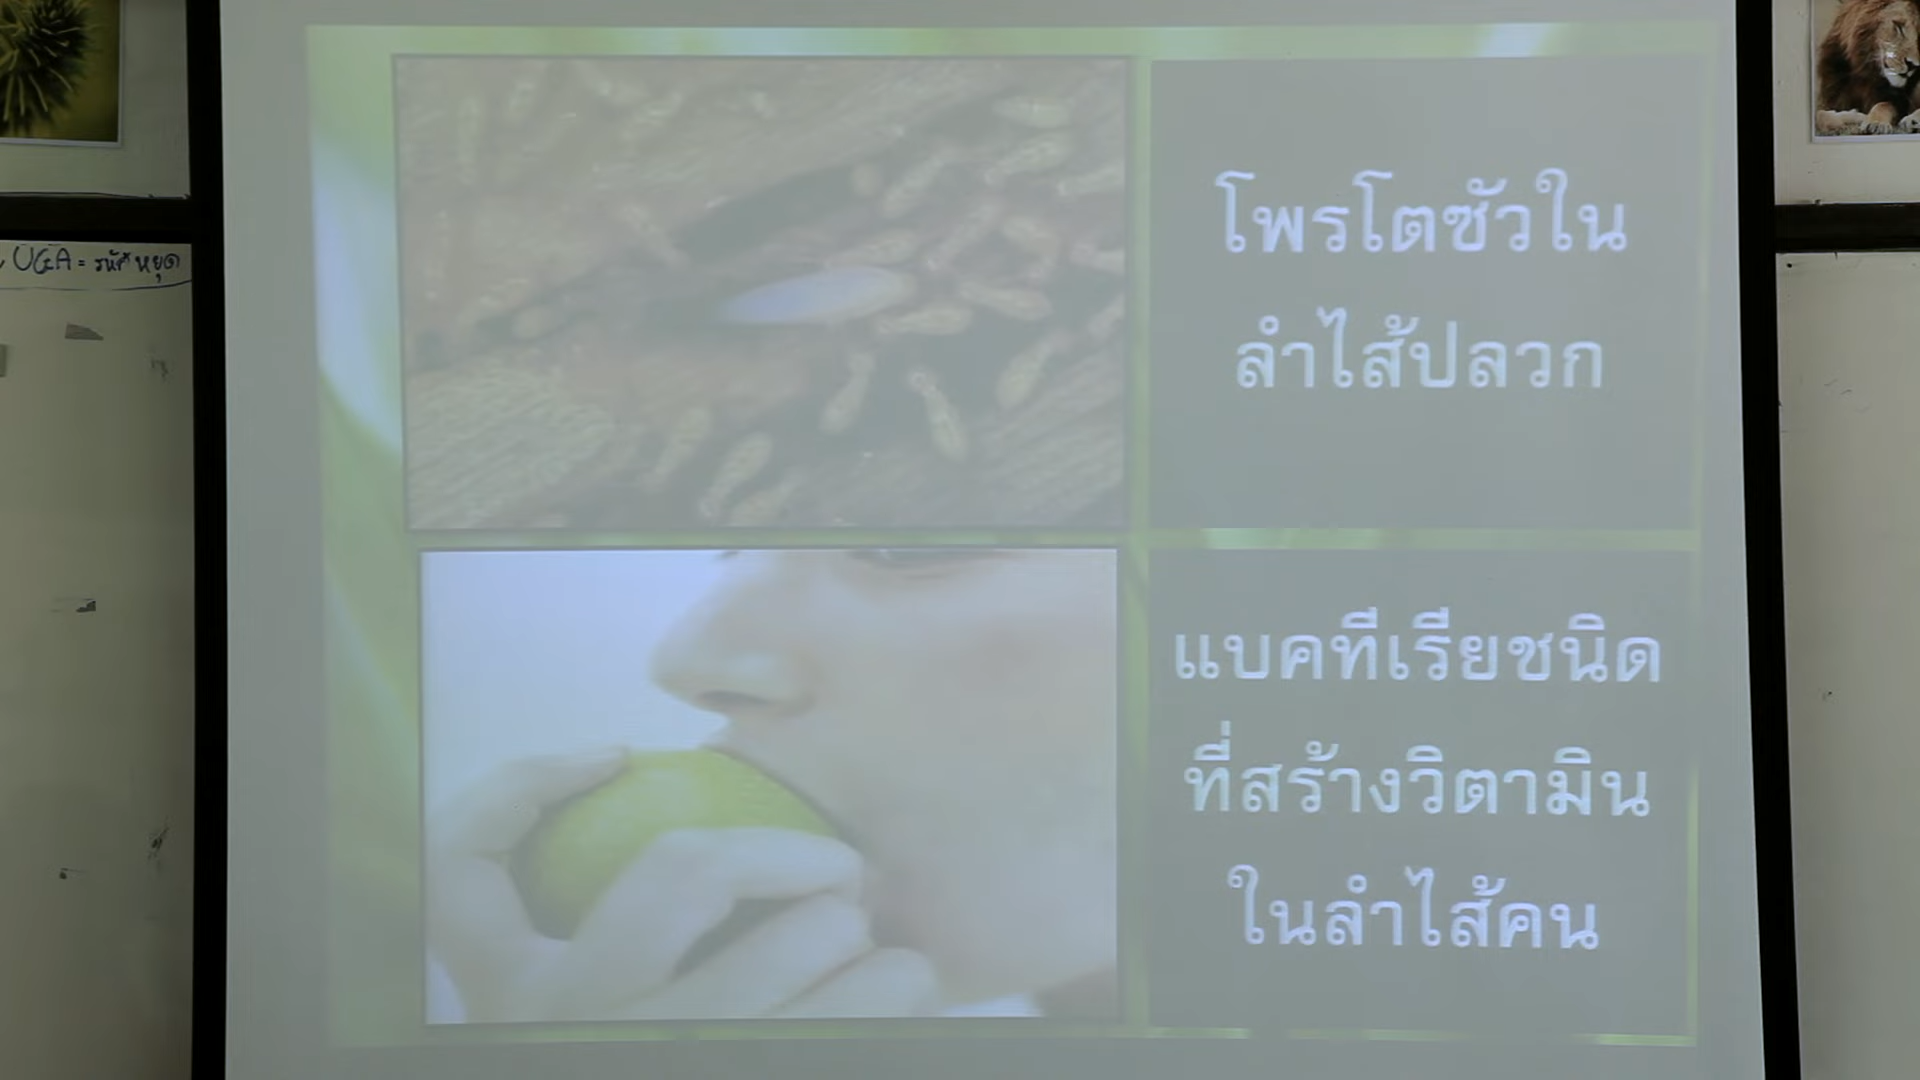 UGA = รหัส หยุด
โพรโตซัวใน
ลำไส้ปลวก
แบคทีเรียชนิด
ที่สร้างวิตามิน
ในลำไส้คน